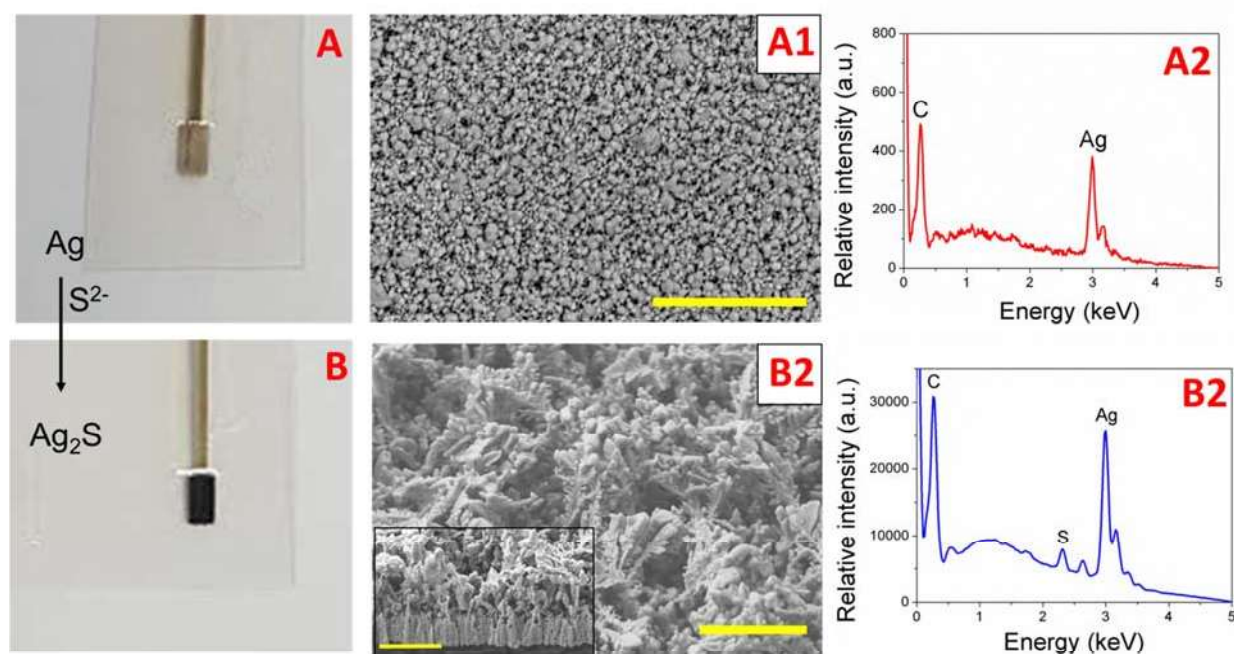 A
Ag
S²⁻
Ag₂S
B
A1
B2
A2
Relative intensity (a.u.)
800
600
400
200
0
C
Ag
0 1 2 3 4 5
Energy (keV)
B2
Relative intensity (a.u.)
30000
20000
10000
0
C
S
Ag
0 1 2 3 4 5
Energy (keV)